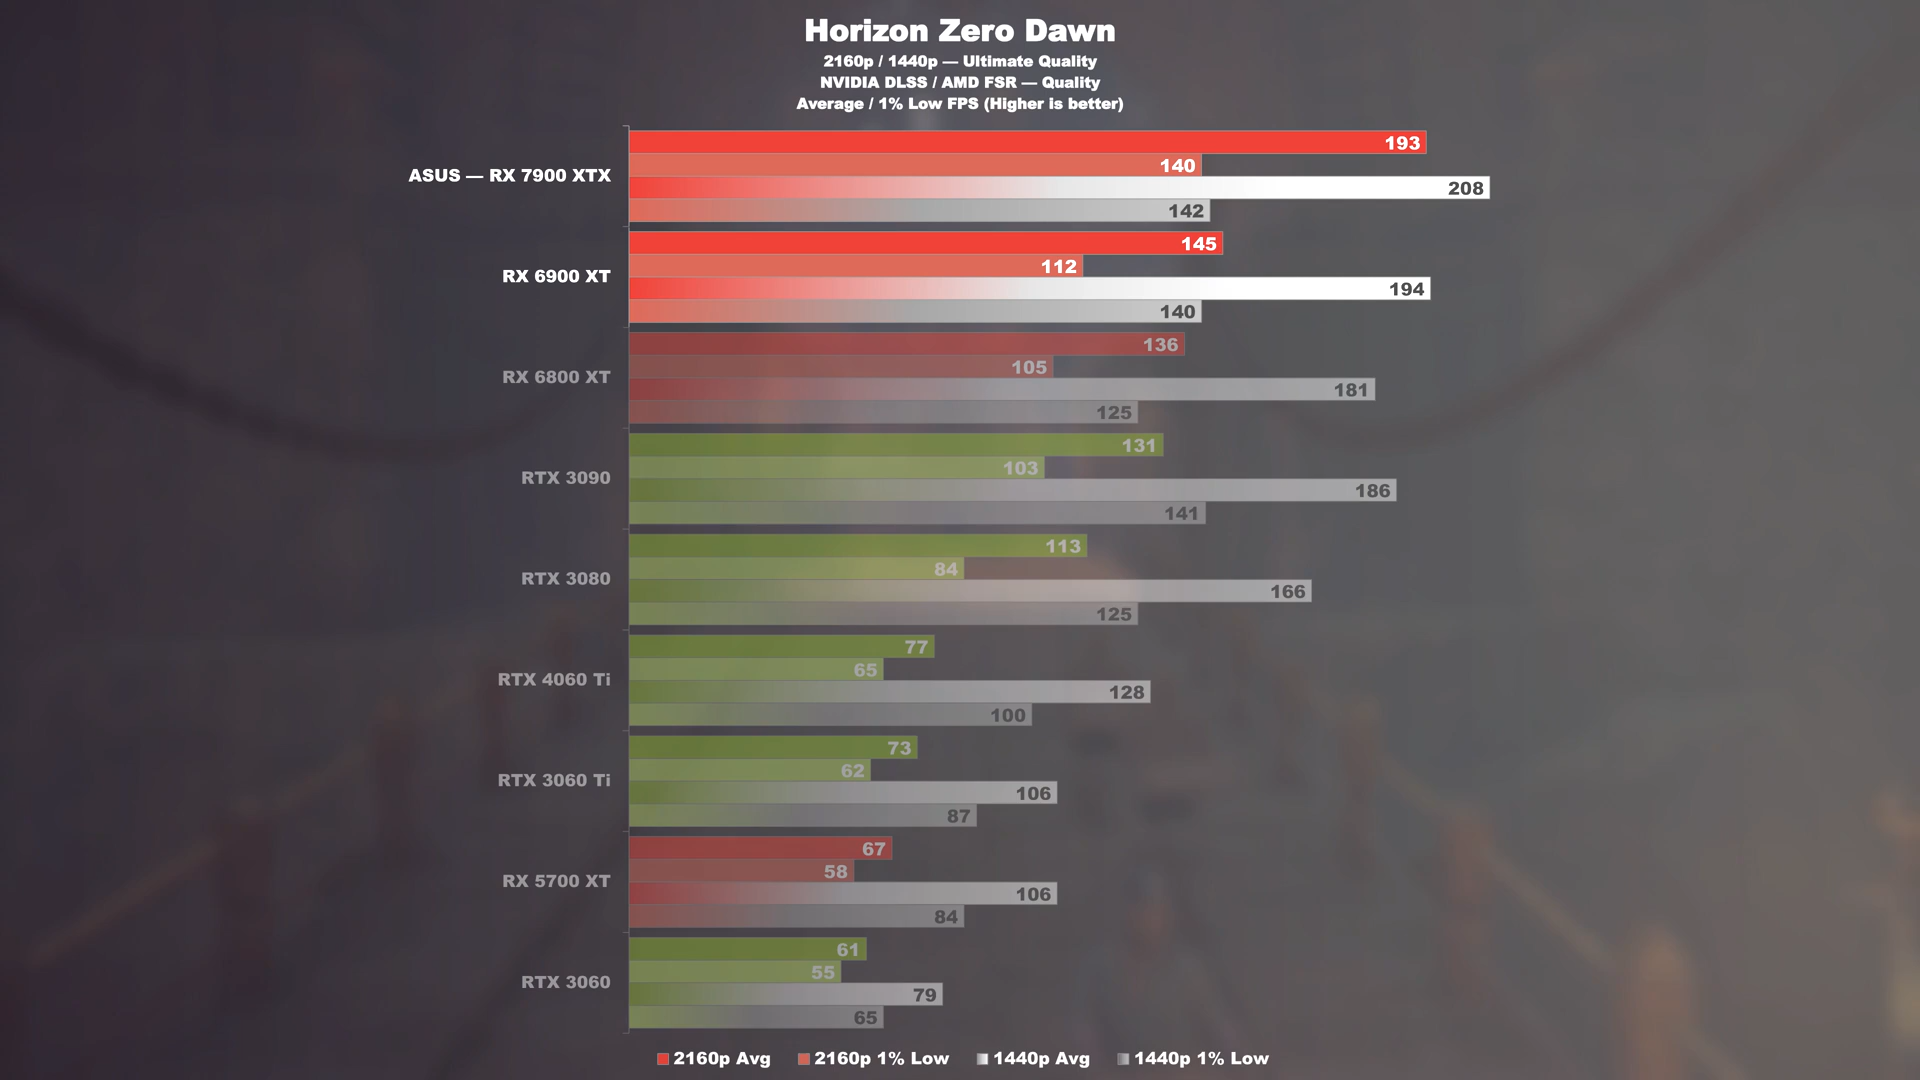 Horizon Zero Dawn
2160p / 1440p — Ultimate Quality
NVIDIA DLSS / AMD FSR — Quality
Average / 1% Low FPS (Higher is better)
ASUS — RX 7900 XTX
193
140
208
142
RX 6900 XT
145
112
194
140
RX 6800 XT
136
105
181
125
RTX 3090
131
103
186
141
RTX 3080
113
84
166
125
RTX 4060 Ti
77
65
128
100
RTX 3060 Ti
73
62
106
87
RX 5700 XT
67
58
106
84
RTX 3060
61
55
79
65
2160p Avg 2160p 1% Low 1440p Avg 1440p 1% Low